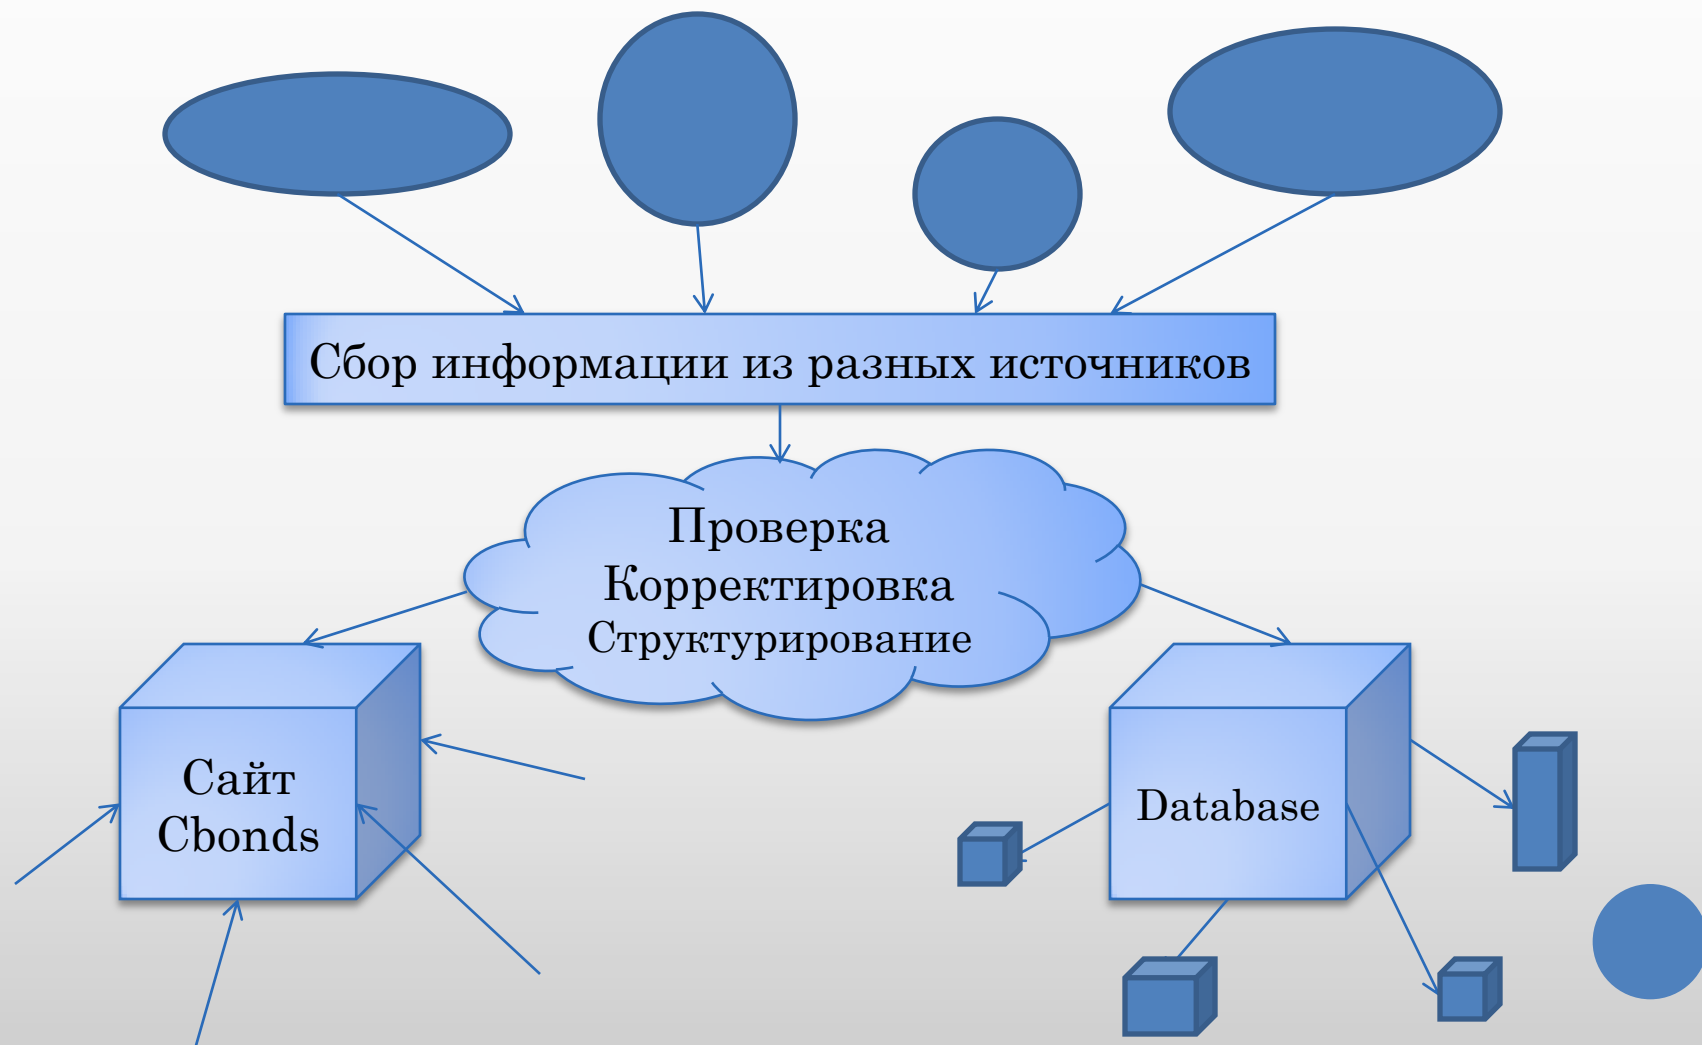 Сбор информации из разных источников
Проверка
Корректировка
Структурирование
Сайт
Cbonds
Database